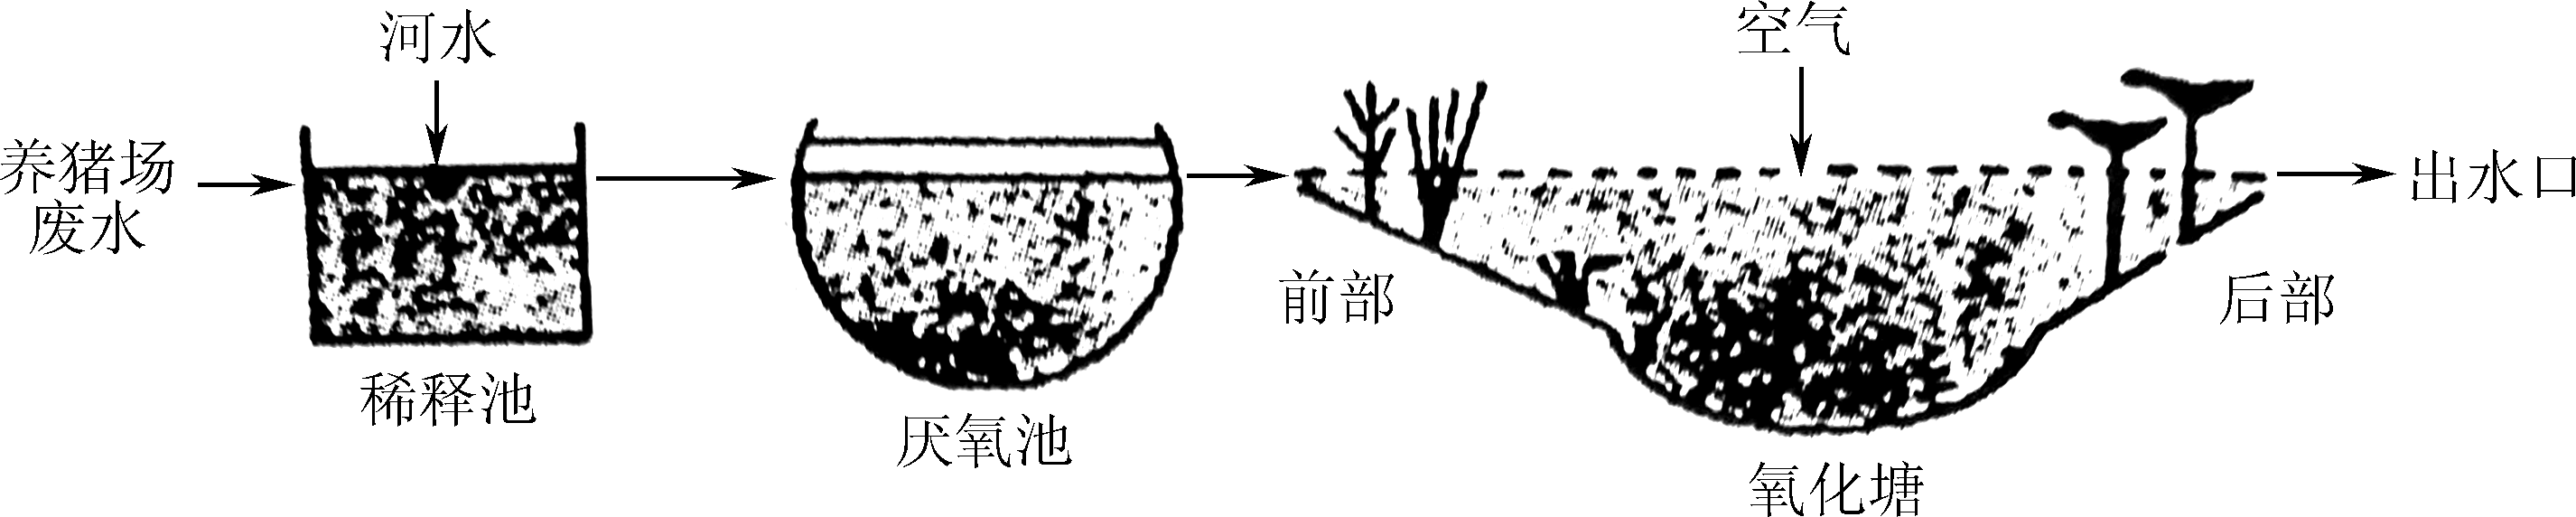 河水
养猪场
废水
稀释池
厌氧池
空气
前部
后部
氧化塘
出水口